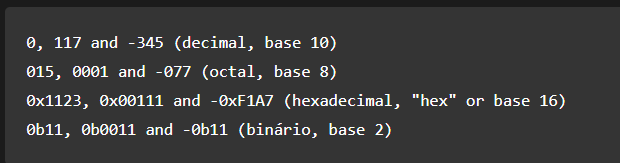 0, 117 and -345 (decimal, base 10)
015, 0001 and -077 (octal, base 8)
0x1123, 0x00111 and -0xF1A7 (hexadecimal, "hex" or base 16)
0b11, 0b0011 and -0b11 (binário, base 2)